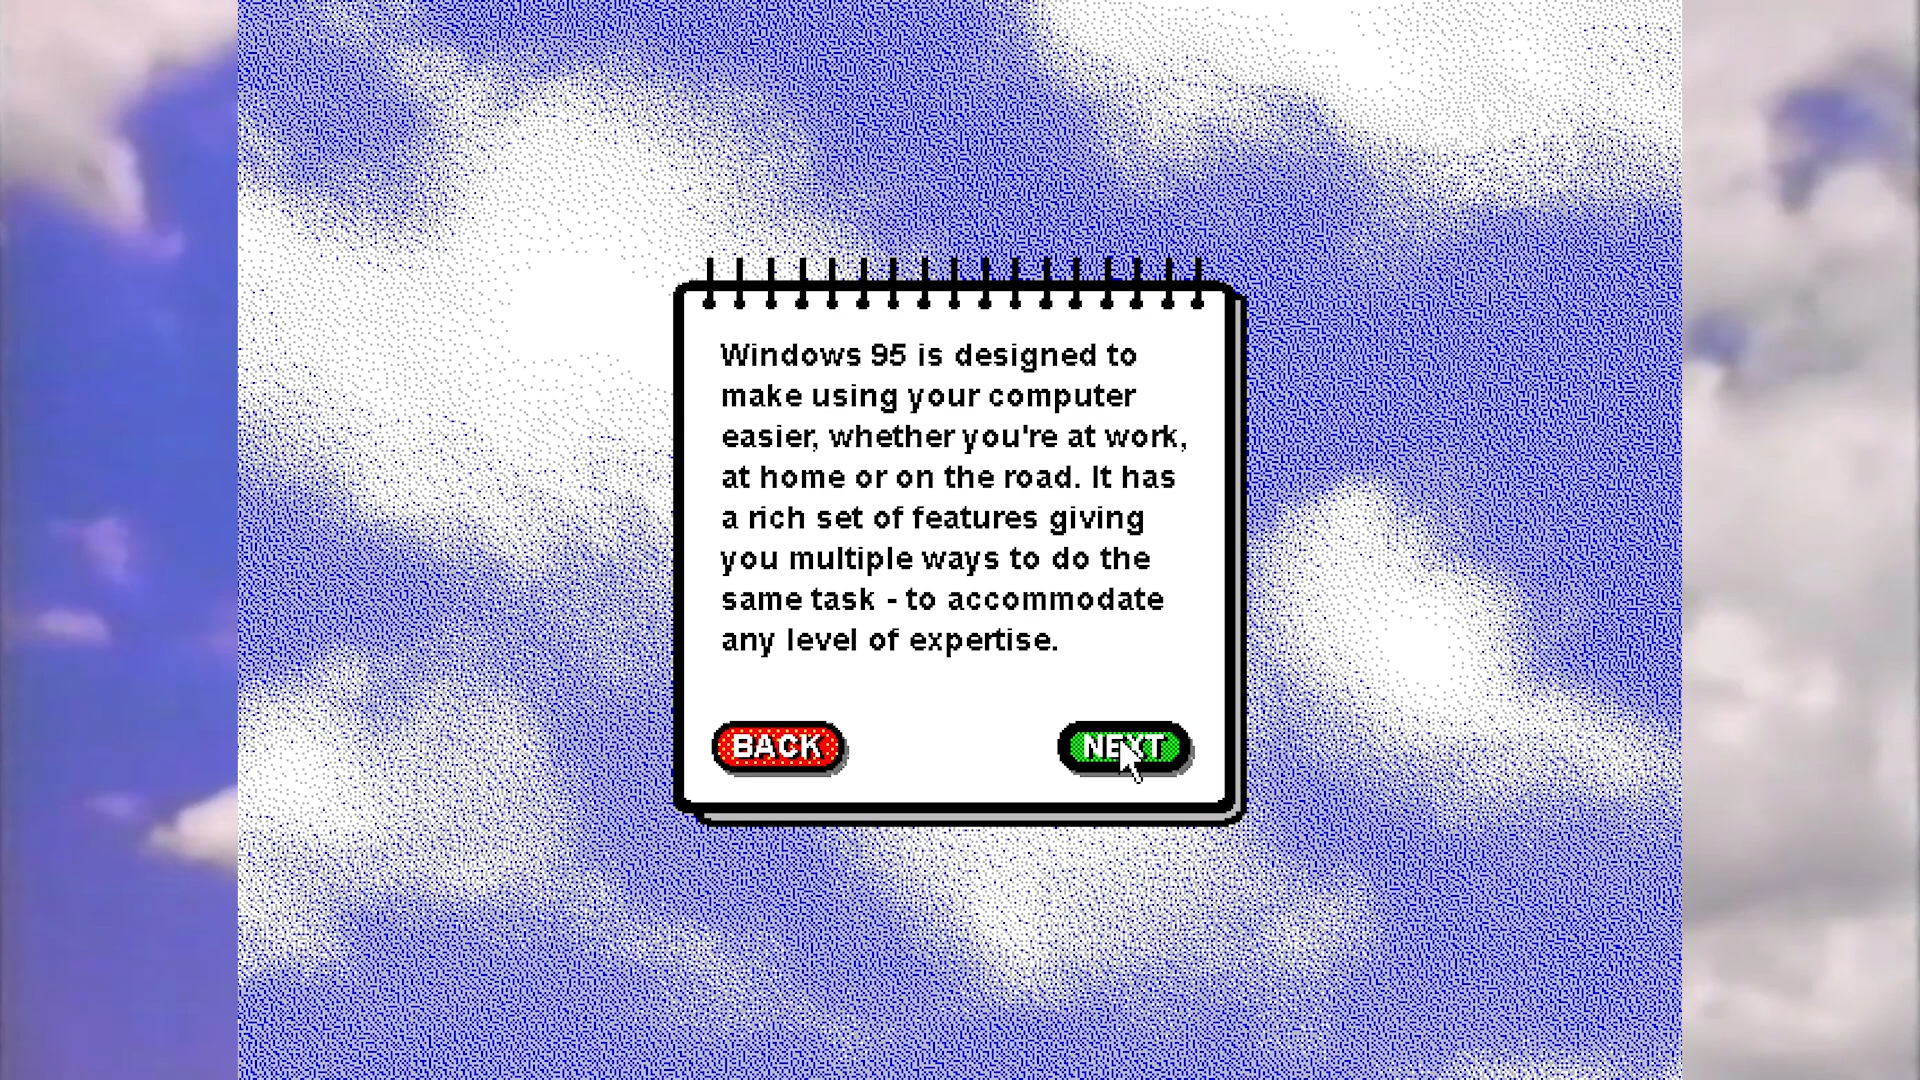 Windows 95 is designed to
make using your computer
easier, whether you're at work,
at home or on the road. It has
a rich set of features giving
you multiple ways to do the
same task - to accommodate
any level of expertise.
BACK
NEXT